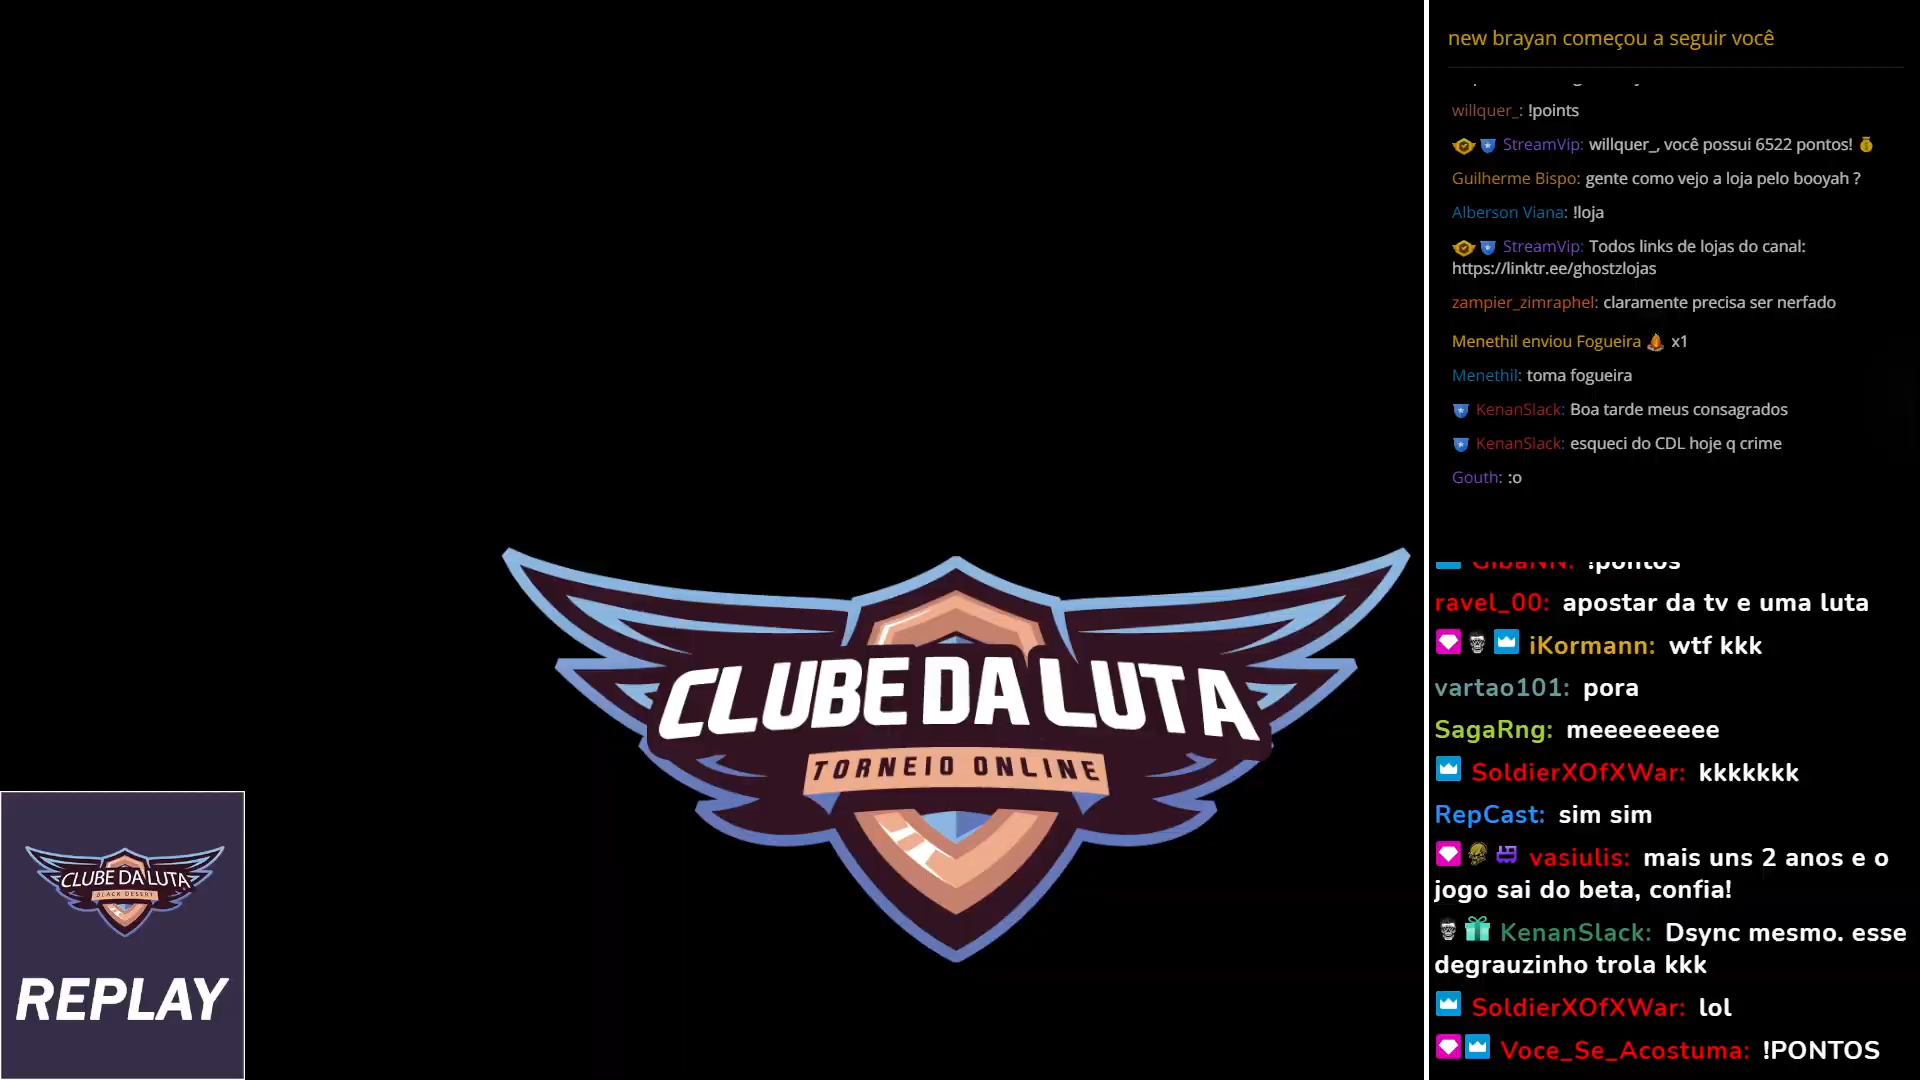 new brayan começou a seguir você
willquer_: !points
StreamVip: willquer_, você possui 6522 pontos!
Guilherme Bispo: gente como vejo a loja pelo booyah ?
Alberson Viana: !loja
StreamVip: Todos links de lojas do canal:
https://linktr.ee/ghostzlojas
zampier_zimraphel: claramente precisa ser nerfado
Menethil enviou Fogueira x1
Menethil: toma fogueira
KenanSlack: Boa tarde meus consagrados
KenanSlack: esqueci do CDL hoje q crime
Gouth: :o
GibaNN: !pontos
ravel_00: apostar da tv e uma luta
iKormann: wtf kkk
vartao101: pora
SagaRng: meeeeeeeee
SoldierXOfXWar: kkkkkkk
RepCast: sim sim
vasiulis: mais uns 2 anos e o
jogo sai do beta, confia!
KenanSlack: Dsync mesmo. esse
degrauzinho trola kkk
SoldierXOfXWar: lol
Voce_Se_Acostuma: !PONTOS
CLUBE DA LUTA
TORNEIO ONLINE
CLUBE DA LUTA
BLACK DESERT
REPLAY